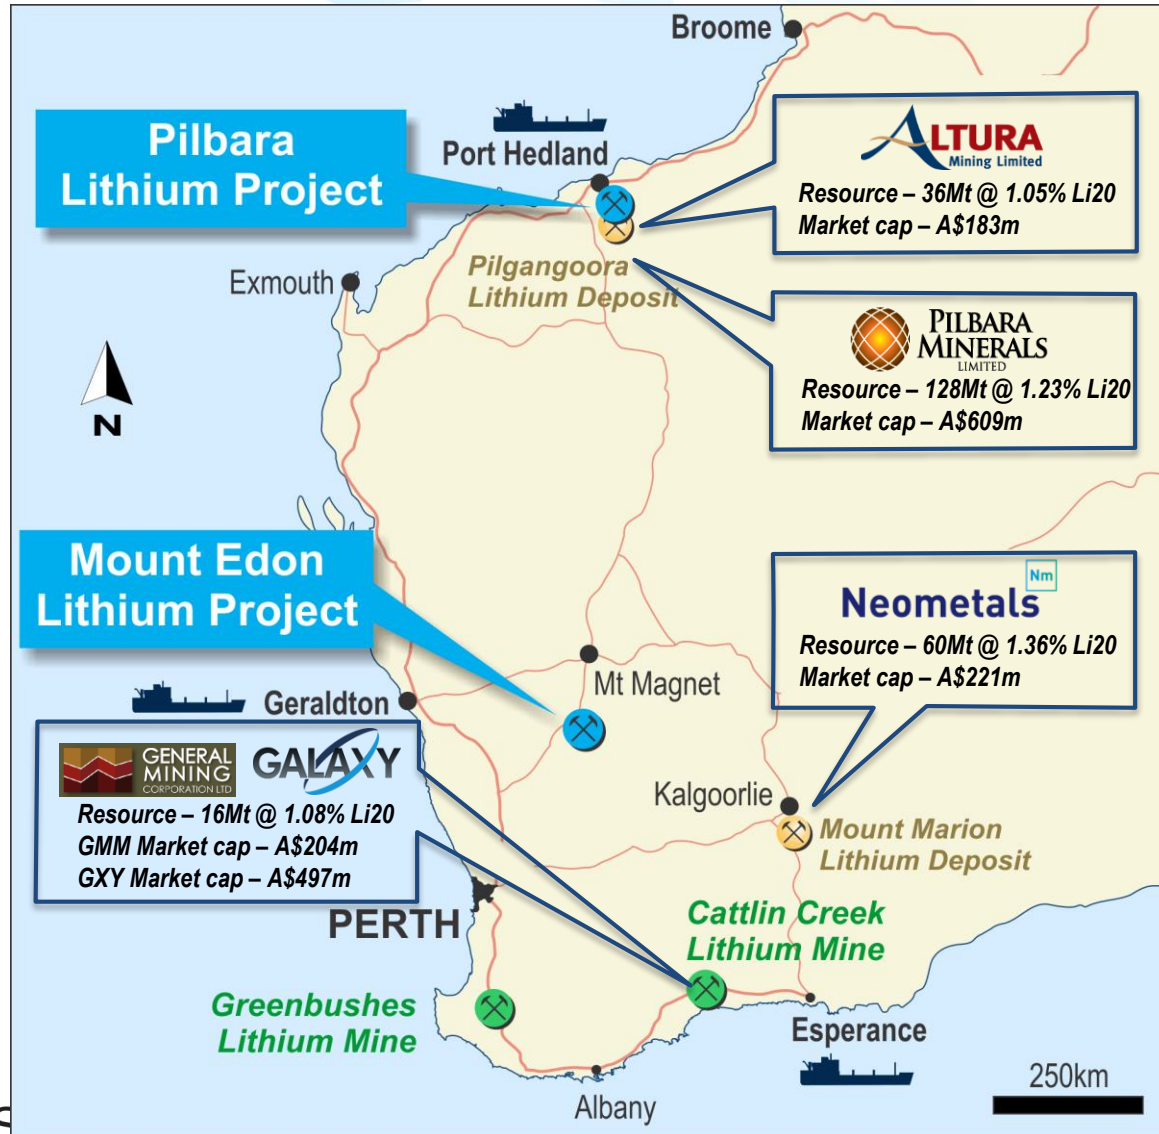 Broome
Pilbara
Lithium Project
Port Hedland
ALTURA
Mining Limited
Resource – 36Mt @ 1.05% Li20
Market cap – A$183m
Exmouth
Pilgangoora
Lithium Deposit
PILBARA
MINERALS
LIMITED
Resource – 128Mt @ 1.23% Li20
Market cap – A$609m
N
Mount Edon
Lithium Project
Nm
Neometals
Resource – 60Mt @ 1.36% Li20
Market cap – A$221m
Mt Magnet
Geraldton
GENERAL
MINING
CORPORATION LTD
GALAXY
Resource – 16Mt @ 1.08% Li20
GMM Market cap – A$204m
GXY Market cap – A$497m
Kalgoorlie
Mount Marion
Lithium Deposit
PERTH
Cattlin Creek
Lithium Mine
Greenbushes
Lithium Mine
Esperance
250km
Albany